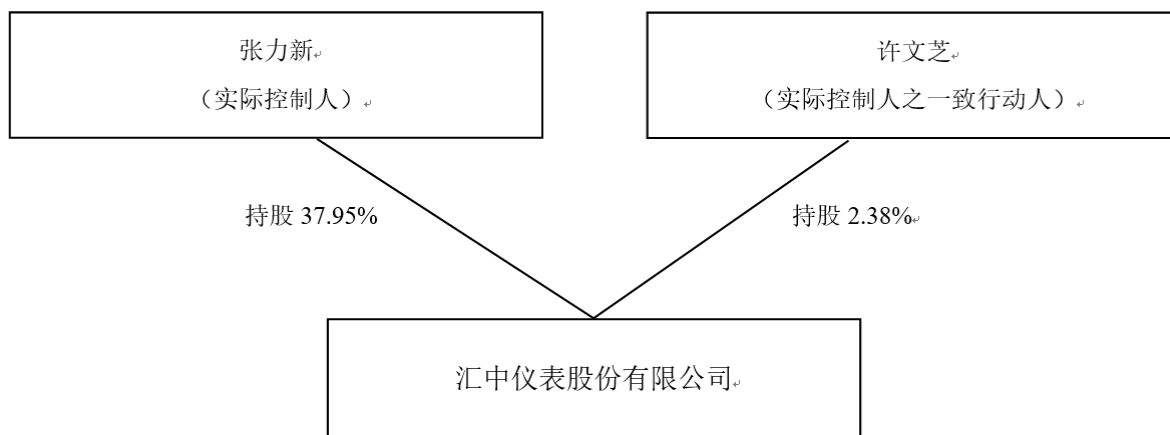 张力新
（实际控制人）
许文芝
（实际控制人之一致行动人）
持股 37.95%
持股 2.38%
汇中仪表股份有限公司